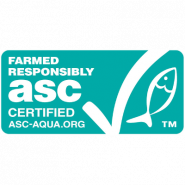 FARMED
RESPONSIBLY
asc
CERTIFIED
ASC-AQUA.ORG
TM